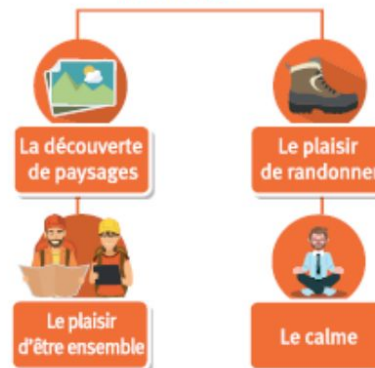 La découverte
de paysages
Le plaisir
de randonner
Le plaisir
d'être ensemble
Le calme